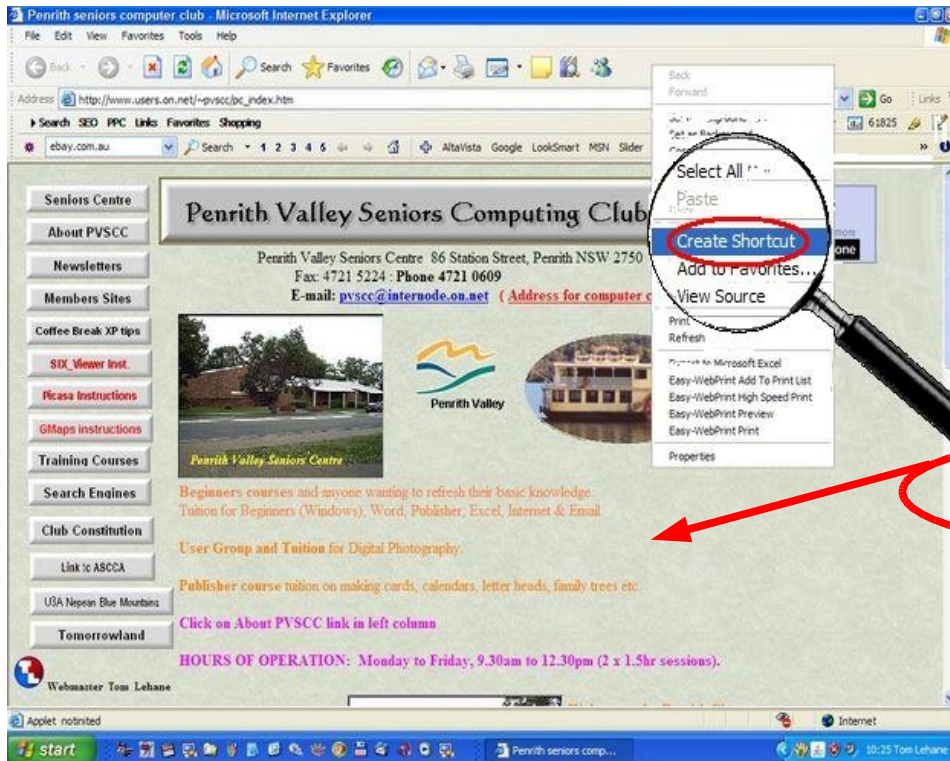 Penrith seniors computer club - Microsoft Internet Explorer
File Edit View Favorites Tools Help
Back Search Favorites
Address http://www.users.on.net/~pvscc/pc_index.htm Go Links
Search SEO PPC Links Favorites Shopping 61825
ebay.com.au Search 1 2 3 4 6 AltaVista Google LookSmart MSN Slider
Back
Forward
Select All
Paste
Create Shortcut
Add to Favorites...
View Source
Print
Refresh
Export to Microsoft Excel
Easy-WebPrint Add To Print List
Easy-WebPrint High Speed Print
Easy-WebPrint Preview
Easy-WebPrint Print
Properties
Seniors Centre
About PVSCC
Newsletters
Members Sites
Coffee Break XP tips
SIX_Viewer Inst.
Picasa Instructions
GMaps instructions
Training Courses
Search Engines
Club Constitution
Link to ASCCA
U3A Nepean Blue Mountains
Tomorrowland
Webmaster Tom Lehane
Penrith Valley Seniors Computing Club
Penrith Valley Seniors Centre 86 Station Street, Penrith NSW 2750
Fax: 4721 5224 : Phone 4721 0609
E-mail: pvscc@internode.on.net ( Address for computer
more
one
Penrith Valley
Penrith Valley Seniors Centre
Beginners courses and anyone wanting to refresh their basic knowledge.
Tuition for Beginners (Windows), Word, Publisher, Excel, Internet & Email
User Group and Tuition for Digital Photography.
Publisher course tuition on making cards, calendars, letter heads, family trees etc.
Click on About PVSCC link in left column
HOURS OF OPERATION: Monday to Friday, 9.30am to 12.30pm (2 x 1.5hr sessions).
Applet notinited Internet
start Penrith seniors comp... 10:25 Tom Lehane